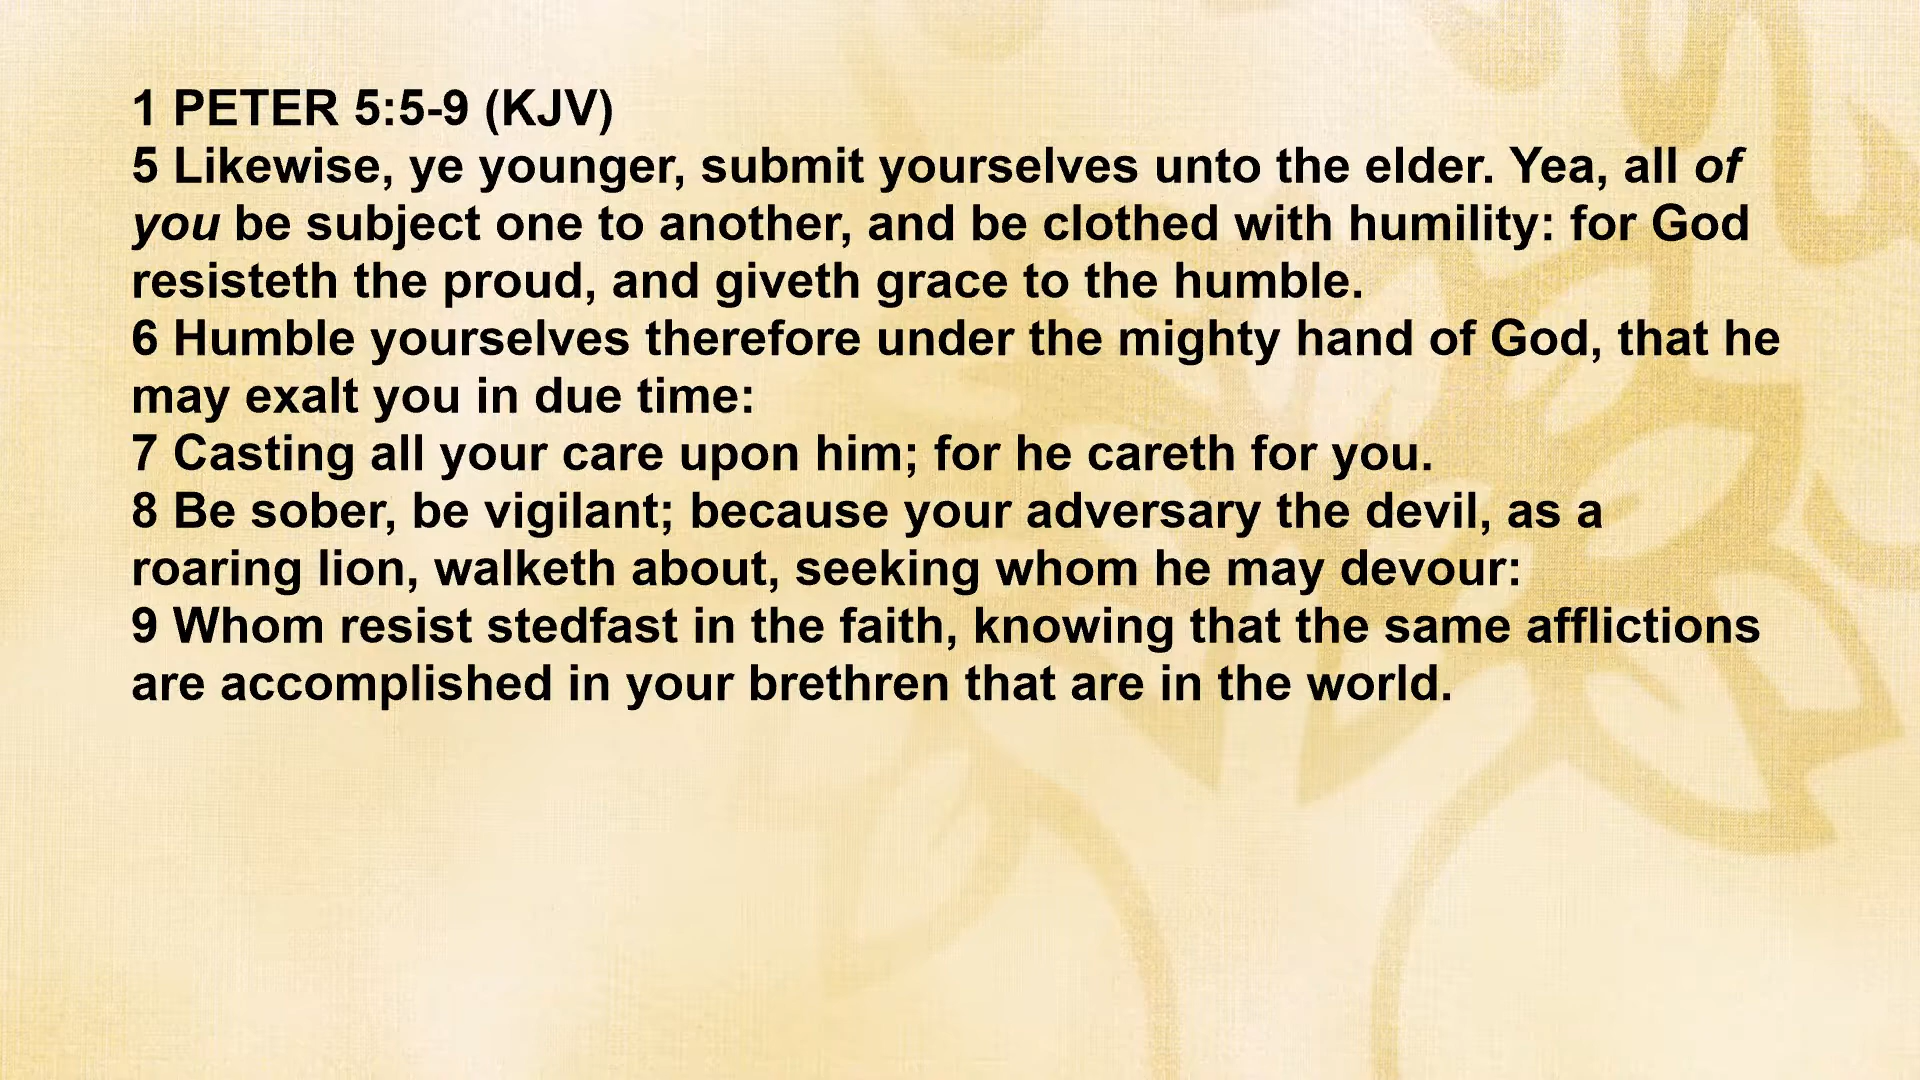 1 PETER 5:5-9 (KJV)
5 Likewise, ye younger, submit yourselves unto the elder. Yea, all of
you be subject one to another, and be clothed with humility: for God
resisteth the proud, and giveth grace to the humble.
6 Humble yourselves therefore under the mighty hand of God, that he
may exalt you in due time:
7 Casting all your care upon him; for he careth for you.
8 Be sober, be vigilant; because your adversary the devil, as a
roaring lion, walketh about, seeking whom he may devour:
9 Whom resist stedfast in the faith, knowing that the same afflictions
are accomplished in your brethren that are in the world.